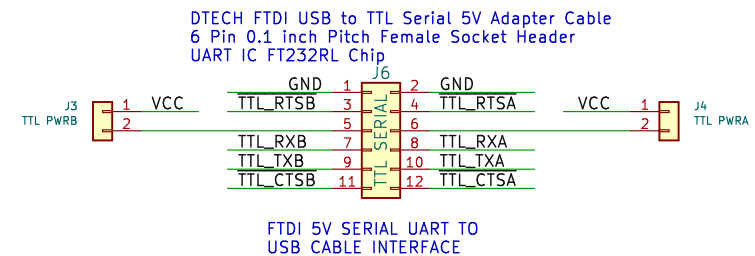 DTECH FTDI USB to TTL Serial 5V Adapter Cable
6 Pin 0.1 inch Pitch Female Socket Header
UART IC FT232RL Chip
J6
GND 1 2 GND
J3 1 VCC TTL_RTSB 3 4 TTL_RTSA VCC 1 J4
TTL PWRB 2 5 6 2 TTL PWRA
TTL_RXB 7 8 TTL_RXA
TTL_TXB 9 10 TTL_TXA
TTL_CTSB 11 12 TTL_CTSA
TTL SERIAL
FTDI 5V SERIAL UART TO
USB CABLE INTERFACE